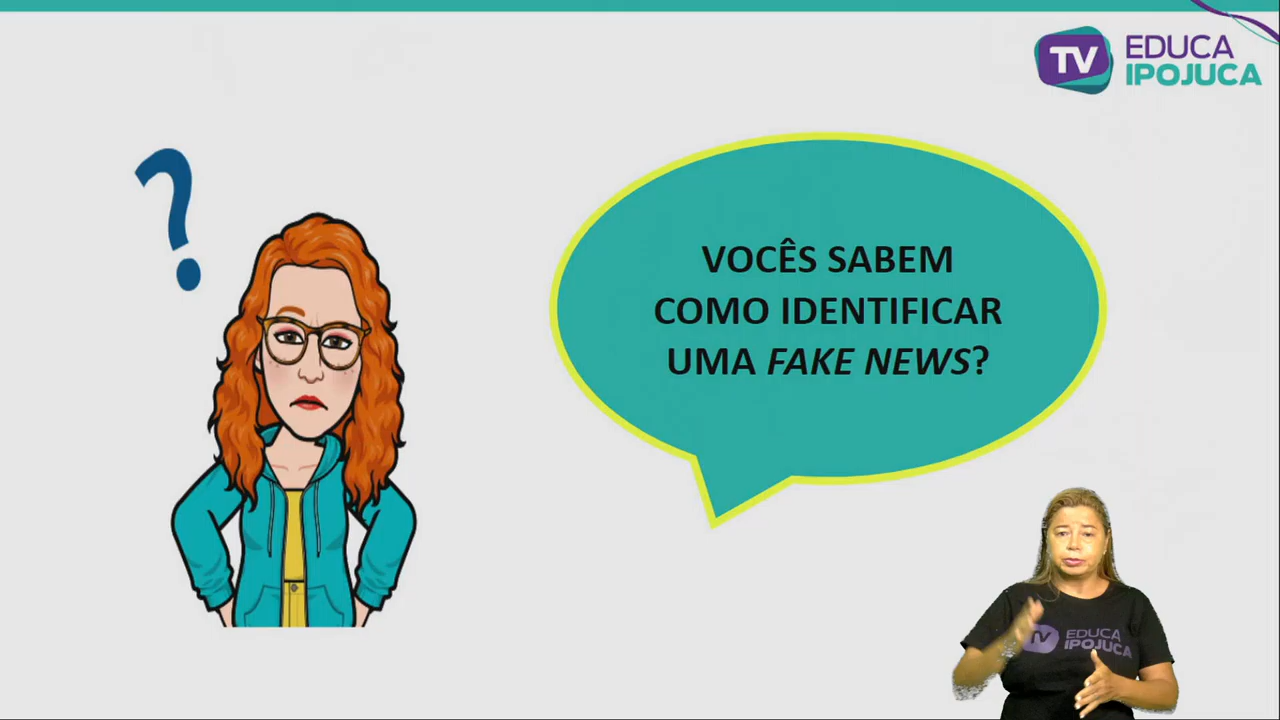 TV EDUCA
IPOJUCA
?
VOCÊS SABEM
COMO IDENTIFICAR
UMA FAKE NEWS?
TV EDUCA
IPOJUCA